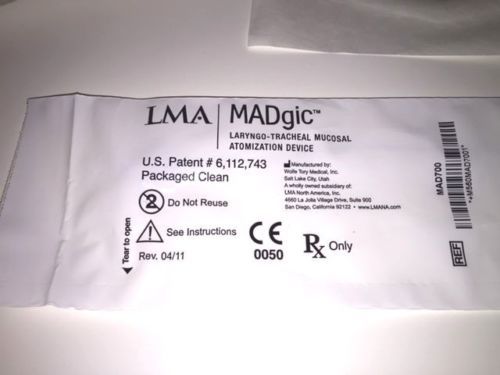 LMA MADgic™
LARYNGO-TRACHEAL MUCOSAL
ATOMIZATION DEVICE
U.S. Patent # 6,112,743
Packaged Clean
Manufactured by:
Wolfe Tory Medical, Inc.
Salt Lake City, Utah
A wholly owned subsidiary of:
LMA North America, Inc.
4660 La Jolla Village Drive, Suite 900
San Diego, California 92122 • www.LMANA.com
2 Do Not Reuse
See Instructions
CE
0050
Rx Only
Rev. 04/11
Tear to open
MAD700
*+M560MAD7001*
REF